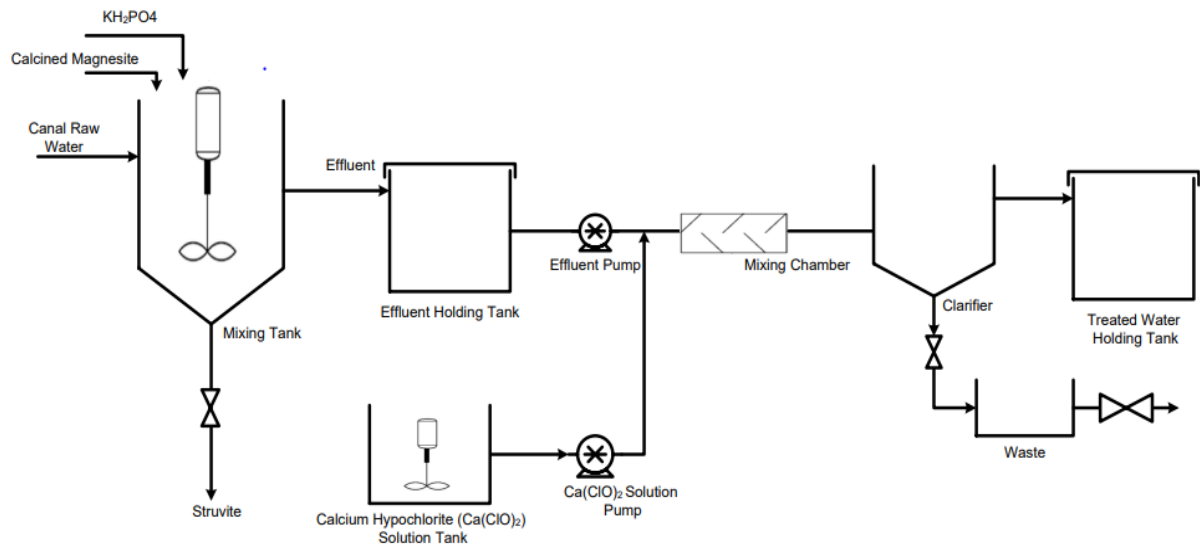 KH₂PO4
Calcined Magnesite
Canal Raw
Water
Effluent
Mixing Tank
Struvite
Effluent Holding Tank
Effluent Pump
Mixing Chamber
Clarifier
Treated Water
Holding Tank
Waste
Ca(ClO)₂ Solution
Pump
Calcium Hypochlorite (Ca(ClO)₂)
Solution Tank